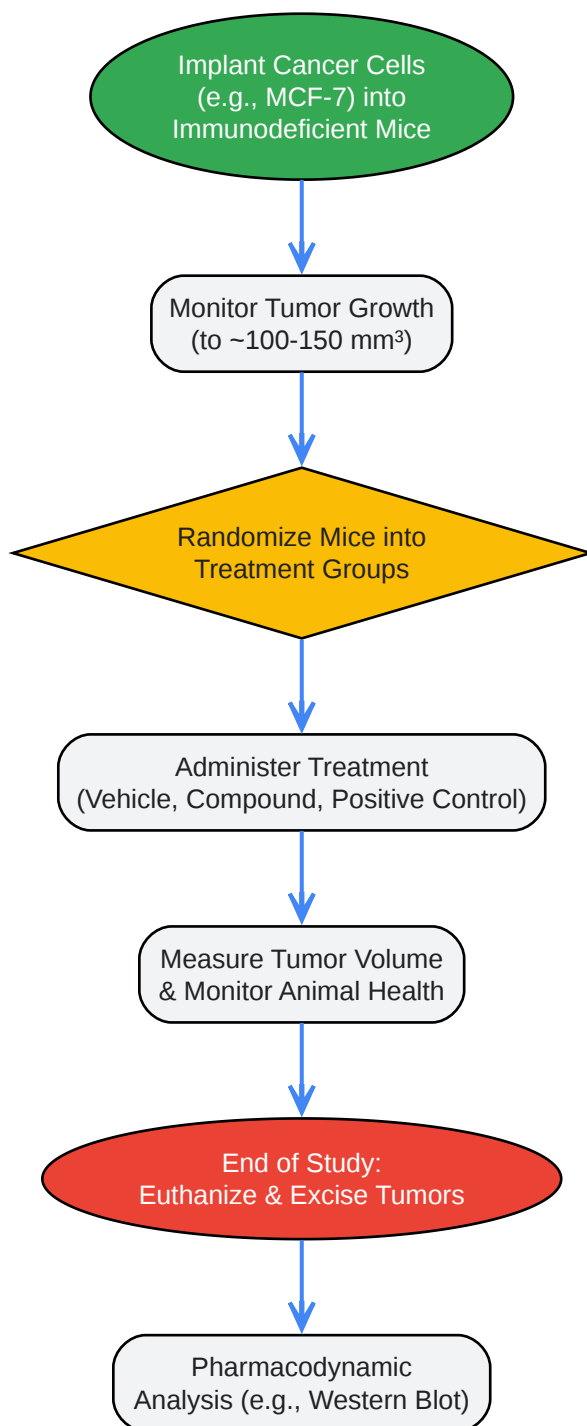 Implant Cancer Cells
(e.g., MCF-7) into
Immunodeficient Mice
Monitor Tumor Growth
(to ~100-150 mm³)
Randomize Mice into
Treatment Groups
Administer Treatment
(Vehicle, Compound, Positive Control)
Measure Tumor Volume
& Monitor Animal Health
End of Study:
Euthanize & Excise Tumors
Pharmacodynamic
Analysis (e.g., Western Blot)